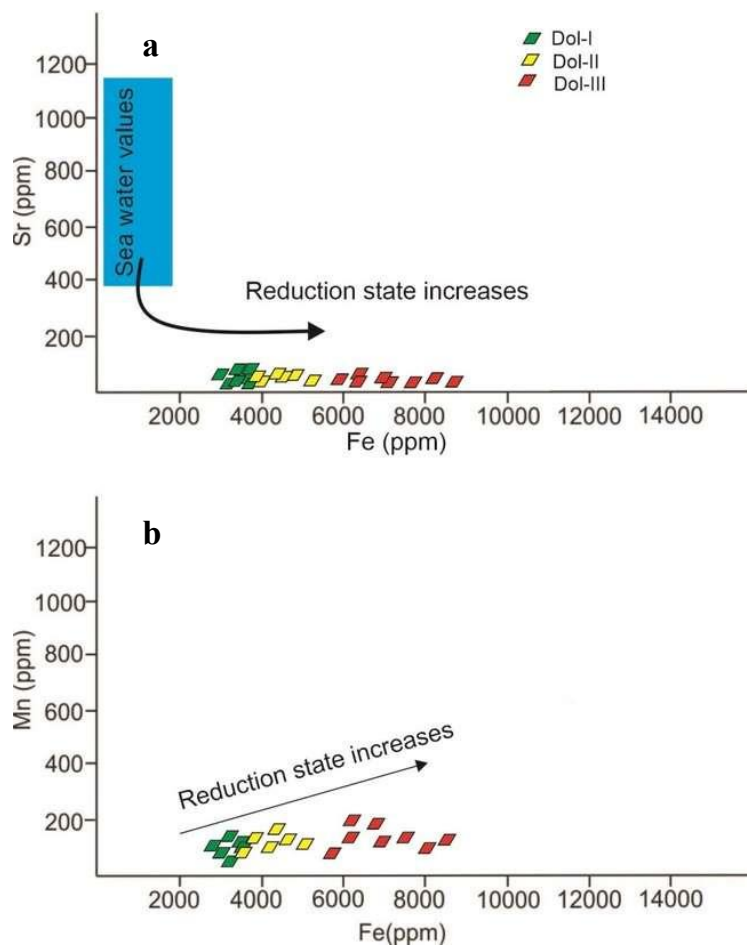 a
Dol-I
Dol-II
Dol-III
1200
1000
800
600
400
200
Sr (ppm)
Sea water values
Reduction state increases
2000 4000 6000 8000 10000 12000 14000
Fe (ppm)
b
1200
1000
800
600
400
200
Mn (ppm)
Reduction state increases
2000 4000 6000 8000 10000 12000 14000
Fe(ppm)